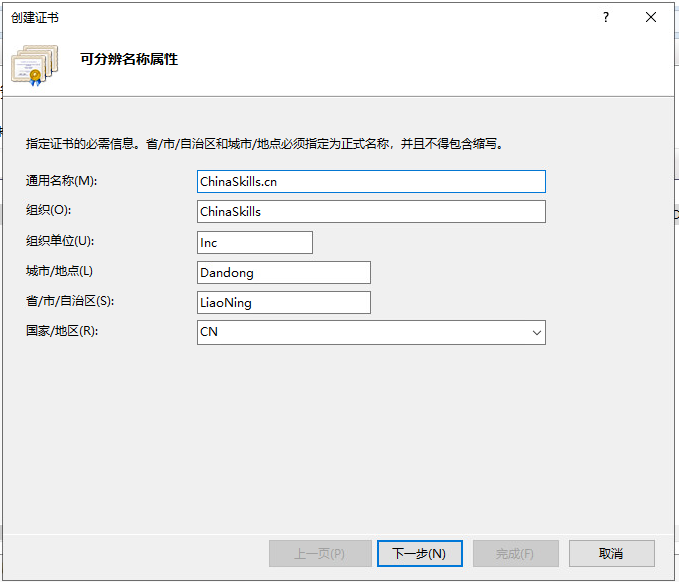 创建证书
?
可分辨名称属性
指定证书的必需信息。省/市/自治区和城市/地点必须指定为正式名称，并且不得包含缩写。
通用名称(M): ChinaSkills.cn
组织(O): ChinaSkills
组织单位(U): Inc
城市/地点(L) Dandong
省/市/自治区(S): LiaoNing
国家/地区(R): CN
上一页(P) 下一步(N) 完成(F) 取消